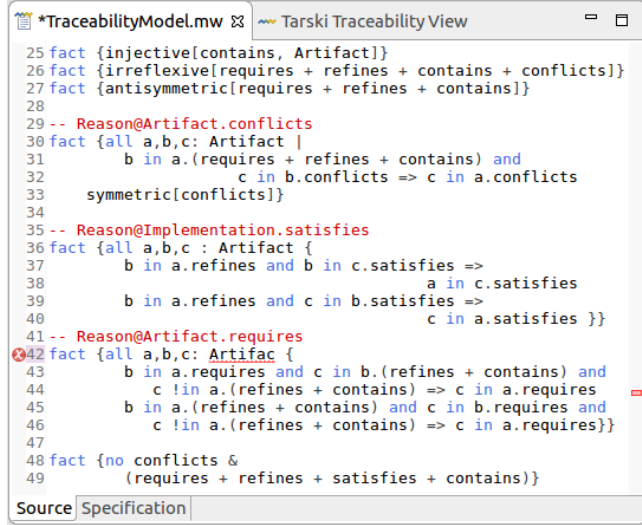 *TraceabilityModel.mw Tarski Traceability View
25 fact {injective[contains, Artifact]}
26 fact {irreflexive[requires + refines + contains + conflicts]}
27 fact {antisymmetric[requires + refines + contains]}
28
29 -- Reason@Artifact.conflicts
30 fact {all a,b,c: Artifact |
31 b in a.(requires + refines + contains) and
32 c in b.conflicts => c in a.conflicts
33 symmetric[conflicts]}
34
35 -- Reason@Implementation.satisfies
36 fact {all a,b,c : Artifact {
37 b in a.refines and b in c.satisfies =>
38 a in c.satisfies
39 b in a.refines and c in b.satisfies =>
40 c in a.satisfies }}
41 -- Reason@Artifact.requires
42 fact {all a,b,c: Artifac {
43 b in a.requires and c in b.(refines + contains) and
44 c !in a.(refines + contains) => c in a.requires
45 b in a.(refines + contains) and c in b.requires and
46 c !in a.(refines + contains) => c in a.requires}}
47
48 fact {no conflicts &
49 (requires + refines + satisfies + contains)}
Source Specification